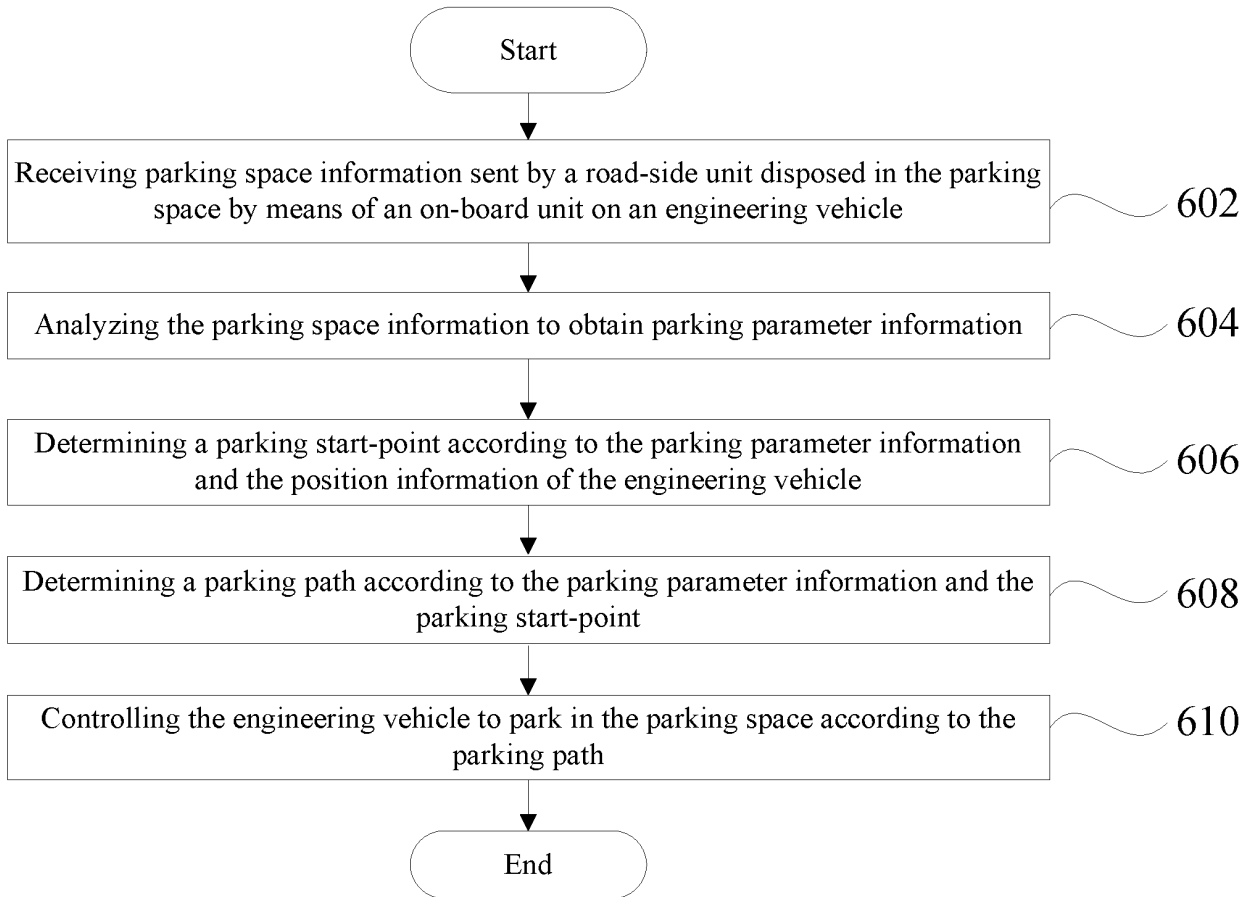 Start
Receiving parking space information sent by a road-side unit disposed in the parking
space by means of an on-board unit on an engineering vehicle
602
Analyzing the parking space information to obtain parking parameter information
604
Determining a parking start-point according to the parking parameter information
and the position information of the engineering vehicle
606
Determining a parking path according to the parking parameter information and the
parking start-point
608
Controlling the engineering vehicle to park in the parking space according to the
parking path
610
End